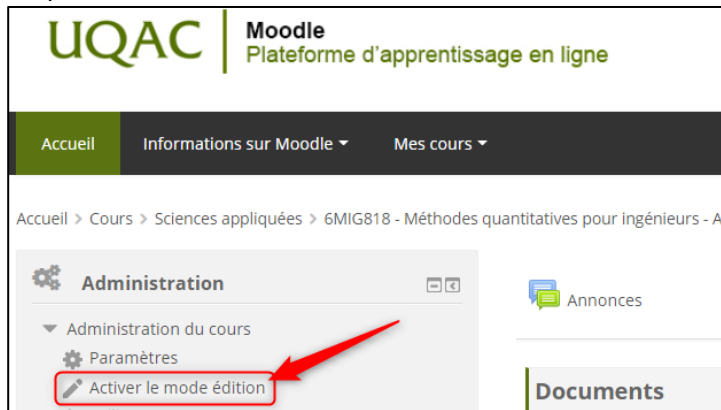 UQAC
Moodle
Plateforme d'apprentissage en ligne
Accueil Informations sur Moodle Mes cours
Accueil > Cours > Sciences appliquées > 6MIG818 - Méthodes quantitatives pour ingénieurs - A
Administration
Annonces
Administration du cours
Paramètres
Activer le mode édition
Documents